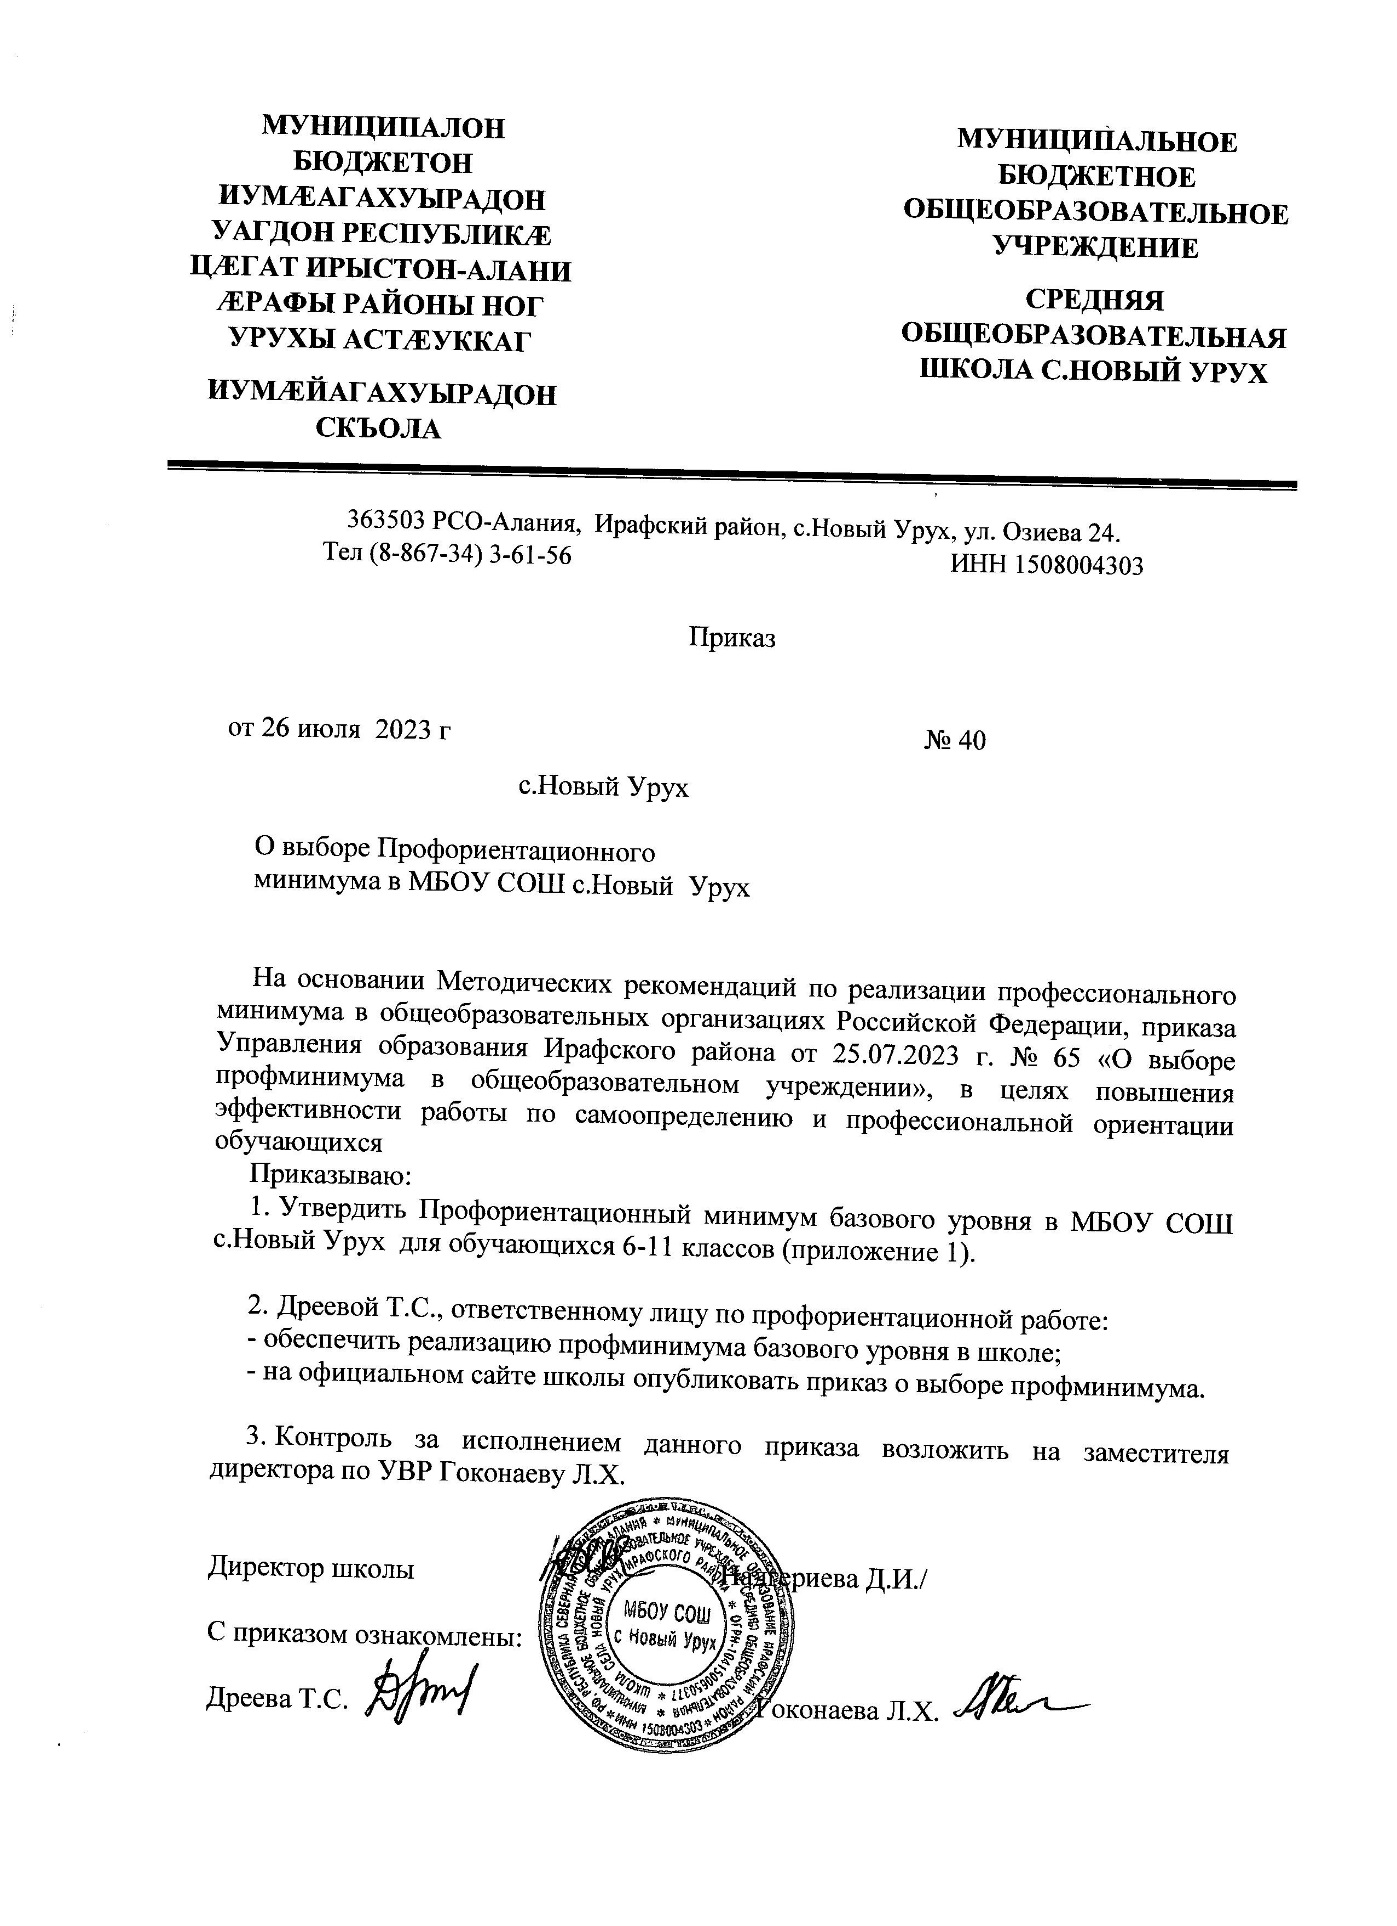 МУНИЦИПАЛОН
БЮДЖЕТОН
ИУМÆАГАХУЫРАДОН
УАГДОН РЕСПУБЛИКÆ
ЦÆГАТ ИРЫСТОН-АЛАНИ
ÆРАФЫ РАЙОНЫ НОГ
УРУХЫ АСТÆУККАГ
ИУМÆЙАГАХУЫРАДОН
СКЪОЛА
МУНИЦИПАЛЬНОЕ
БЮДЖЕТНОЕ
ОБЩЕОБРАЗОВАТЕЛЬНОЕ
УЧРЕЖДЕНИЕ
СРЕДНЯЯ
ОБЩЕОБРАЗОВАТЕЛЬНАЯ
ШКОЛА С.НОВЫЙ УРУХ
363503 РСО-Алания, Ирафский район, с.Новый Урух, ул. Озиева 24.
Тел (8-867-34) 3-61-56 ИНН 1508004303
Приказ
от 26 июля 2023 г № 40
с.Новый Урух
О выборе Профориентационного
минимума в МБОУ СОШ с.Новый Урух
На основании Методических рекомендаций по реализации профессионального
минимума в общеобразовательных организациях Российской Федерации, приказа
Управления образования Ирафского района от 25.07.2023 г. № 65 «О выборе
профминимума в общеобразовательном учреждении», в целях повышения
эффективности работы по самоопределению и профессиональной ориентации
обучающихся
Приказываю:
1. Утвердить Профориентационный минимум базового уровня в МБОУ СОШ
с.Новый Урух для обучающихся 6-11 классов (приложение 1).
2. Дреевой Т.С., ответственному лицу по профориентационной работе:
- обеспечить реализацию профминимума базового уровня в школе;
- на официальном сайте школы опубликовать приказ о выборе профминимума.
3. Контроль за исполнением данного приказа возложить на заместителя
директора по УВР Гоконаеву Л.Х.
Директор школы Д.И./
МБОУ СОШ
с Новый Урух
С приказом ознакомлены:
Дреева Т.С. Гоконаева Л.Х.